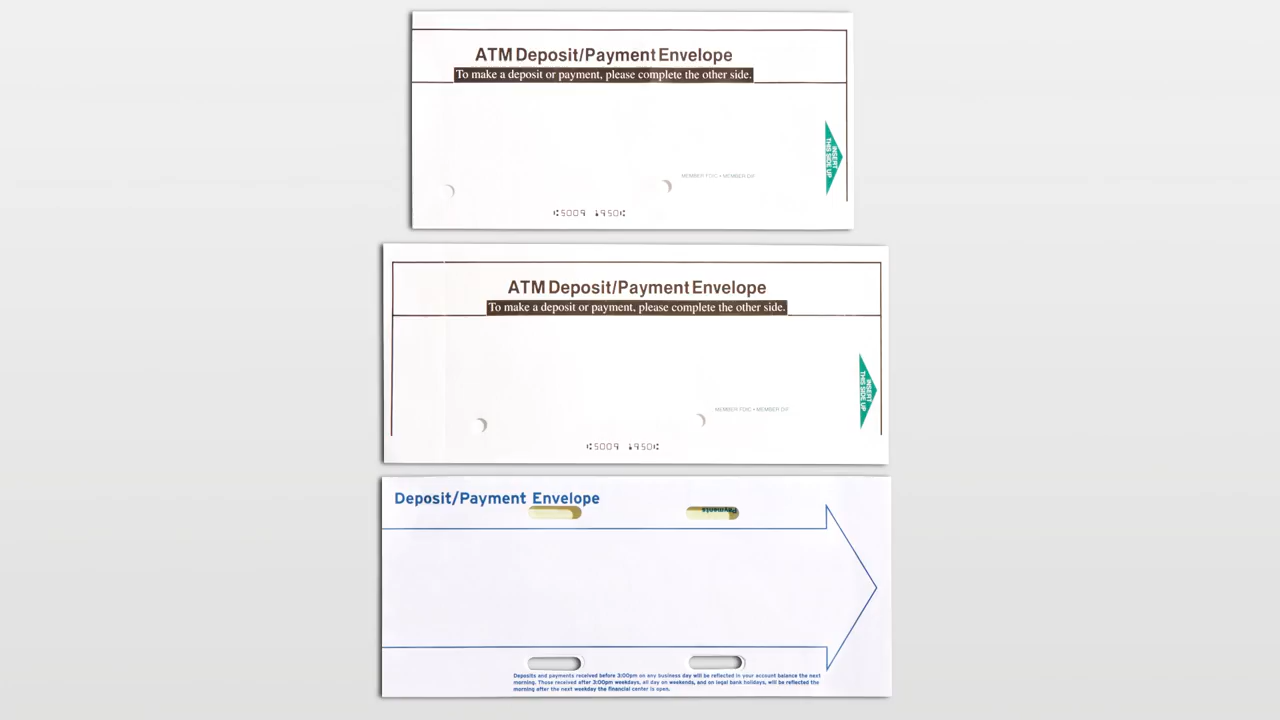 ATM Deposit/Payment Envelope
To make a deposit or payment, please complete the other side.
INSERT
THIS SIDE UP
MEMBER FDIC • MEMBER DIF
⑆5009 ⑈950⑆
ATM Deposit/Payment Envelope
To make a deposit or payment, please complete the other side.
INSERT
THIS SIDE UP
MEMBER FDIC • MEMBER DIF
⑆5009 ⑈950⑆
Deposit/Payment Envelope
Payments
Deposits and payments received before 3:00pm on any business day will be reflected in your account balance the next
morning. Those received after 3:00pm weekdays, all day on weekends, and on legal bank holidays, will be reflected the
morning after the next weekday the financial center is open.